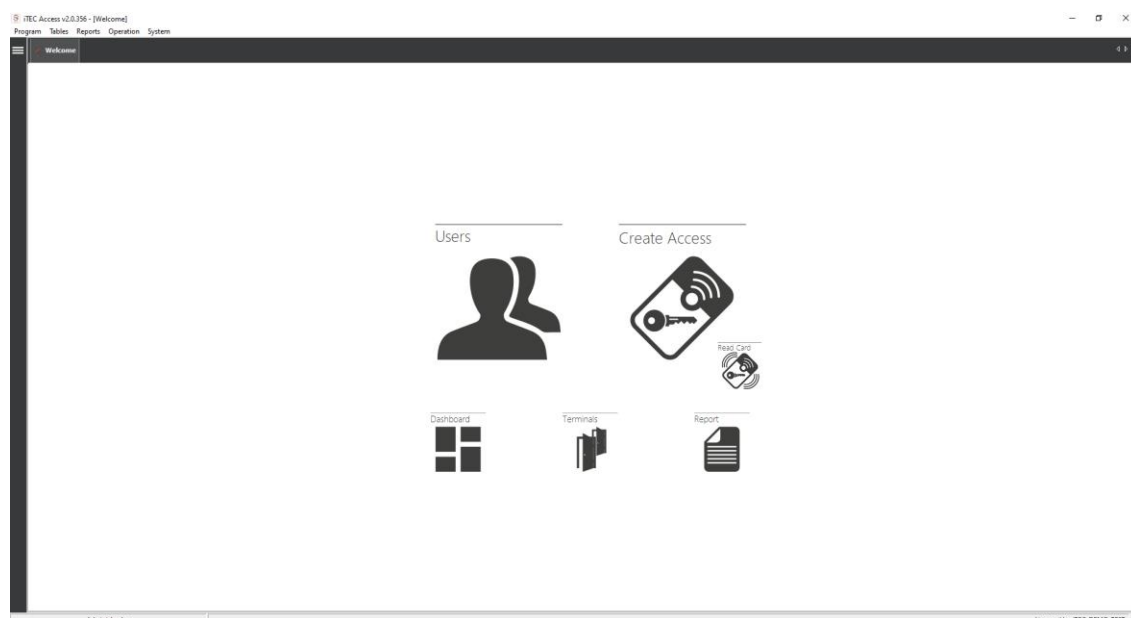 iTEC Access v2.0.356 - [Welcome]
Program Tables Reports Operation System
Welcome
Users
Create Access
Read Card
Dashboard
Terminals
Report